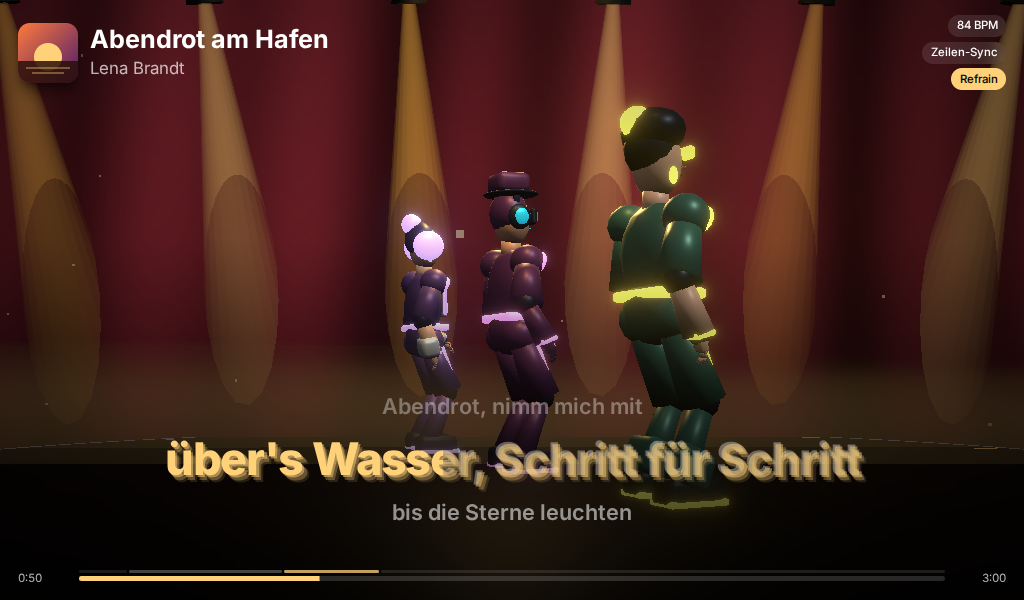 Abendrot am Hafen
Lena Brandt
84 BPM
Zeilen-Sync
Refrain
Abendrot, nimm mich mit
über's Wasser, Schritt für Schritt
bis die Sterne leuchten
0:50
3:00